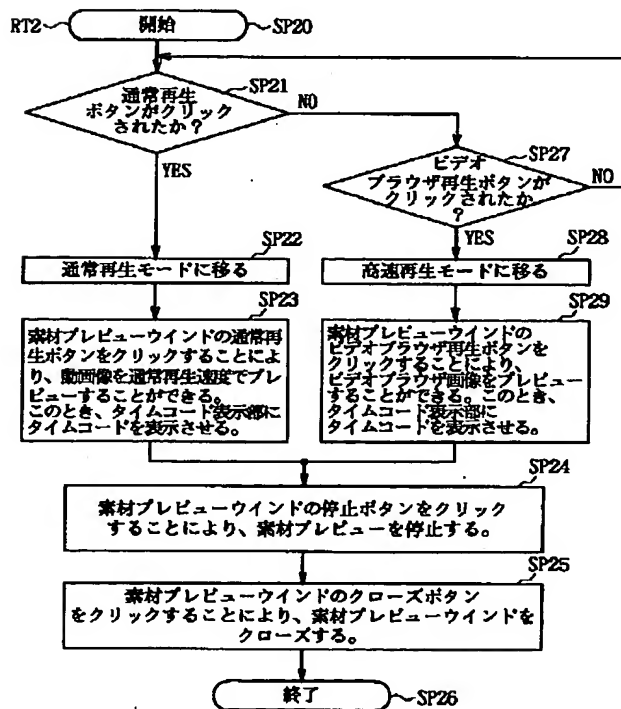 RT2
開始
SP20
SP21
通常再生
ボタンがクリック
されたか？
NO
YES
SP27
ビデオ
ブラウザ再生ボタンが
クリックされたか
？
NO
YES
SP22
通常再生モードに移る
SP28
高速再生モードに移る
SP23
素材プレビューウインドの通常再
生ボタンをクリックすることによ
り、動画像を通常再生速度でプレ
ビューすることができる。
このとき、タイムコード表示部に
タイムコードを表示させる。
SP29
素材プレビューウインドの
ビデオブラウザ再生ボタンを
クリックすることにより、
ビデオブラウザ画像をプレビュー
することができる。このとき、
タイムコード表示部に
タイムコードを表示させる。
SP24
素材プレビューウインドの停止ボタンをクリック
することにより、素材プレビューを停止する。
SP25
素材プレビューウインドのクローズボタン
をクリックすることにより、素材プレビューウインドを
クローズする。
終了
SP26